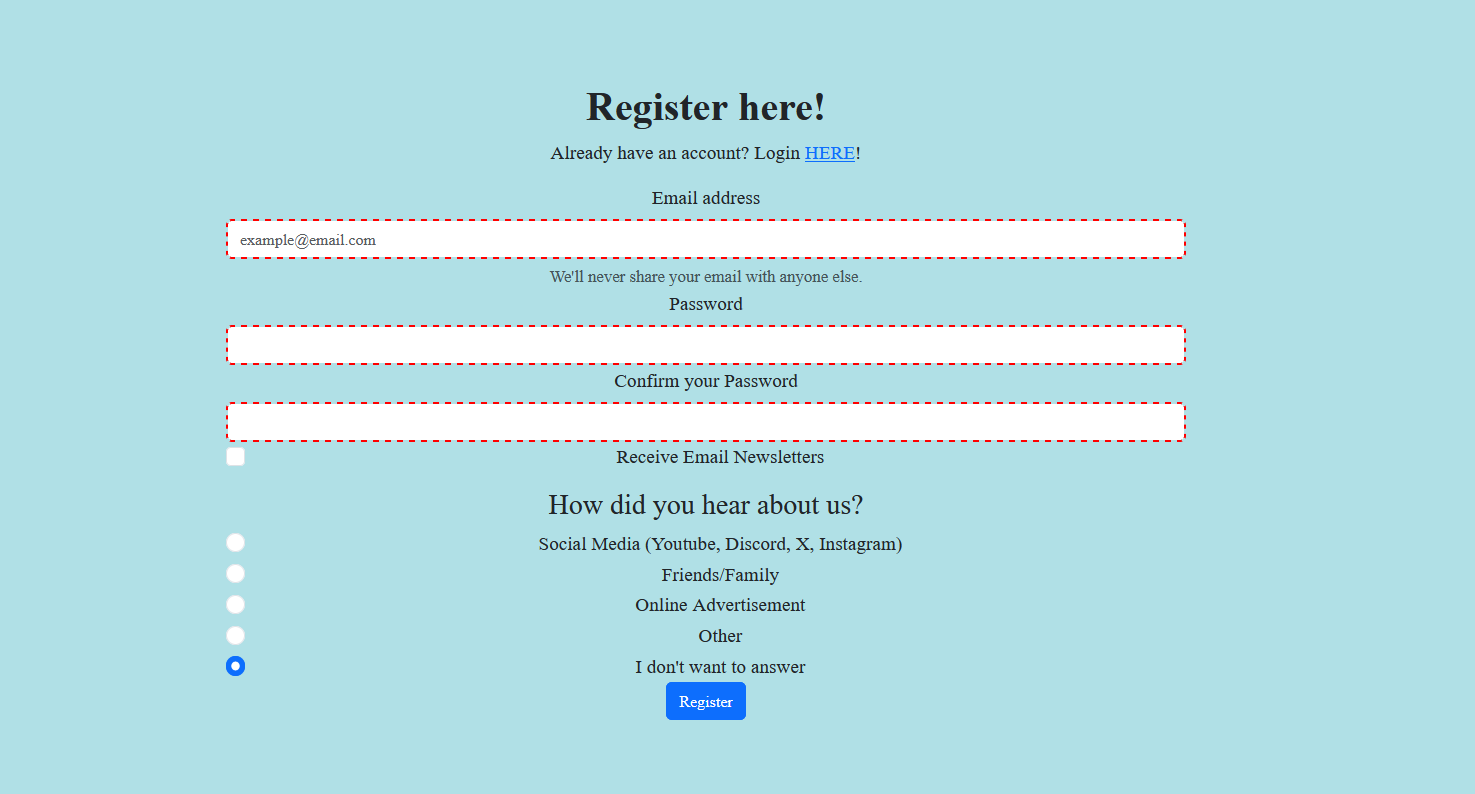 Register here!
Already have an account? Login HERE!
Email address
example@email.com
We'll never share your email with anyone else.
Password
Confirm your Password
Receive Email Newsletters
How did you hear about us?
Social Media (Youtube, Discord, X, Instagram)
Friends/Family
Online Advertisement
Other
I don't want to answer
Register